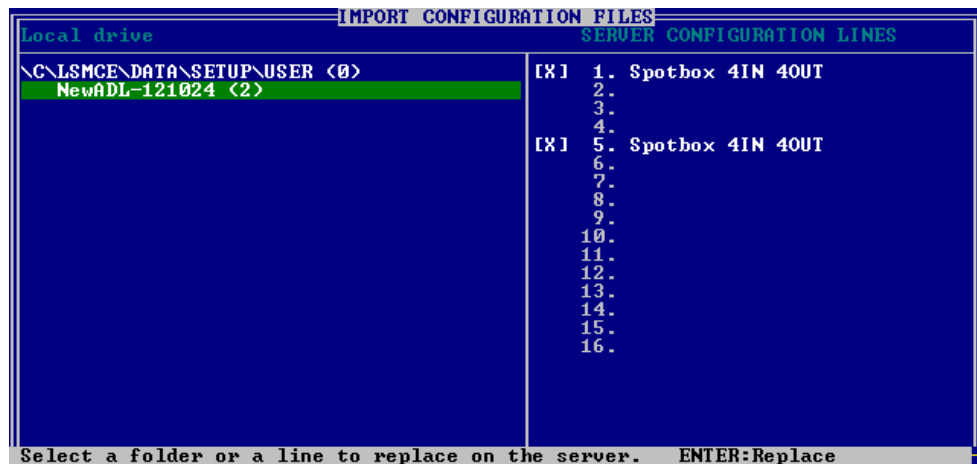 IMPORT CONFIGURATION FILES
Local drive
SERVER CONFIGURATION LINES
\C\LSMCE\DATA\SETUP\USER (0)
NewADL-121024 (2)
[X] 1. Spotbox 4IN 4OUT
2.
3.
4.
[X] 5. Spotbox 4IN 4OUT
6.
7.
8.
9.
10.
11.
12.
13.
14.
15.
16.
Select a folder or a line to replace on the server. ENTER:Replace